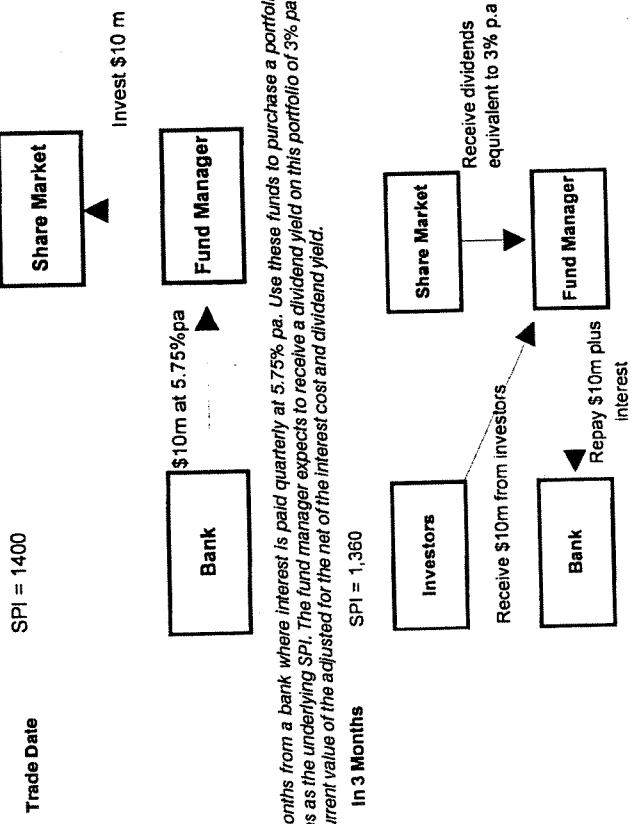 Trade Date
SPI = 1400
Share Market
Invest $10 m
$10m at 5.75%pa
Bank
Fund Manager
onths from a bank where interest is paid quarterly at 5.75% pa. Use these funds to purchase a portfol
s as the underlying SPI. The fund manager expects to receive a dividend yield on this portfolio of 3% pa
urrent value of the adjusted for the net of the interest cost and dividend yield.
In 3 Months
SPI = 1,360
Investors
Share Market
Receive dividends
equivalent to 3% p.a
Receive $10m from investors
Bank
Fund Manager
Repay $10m plus
interest